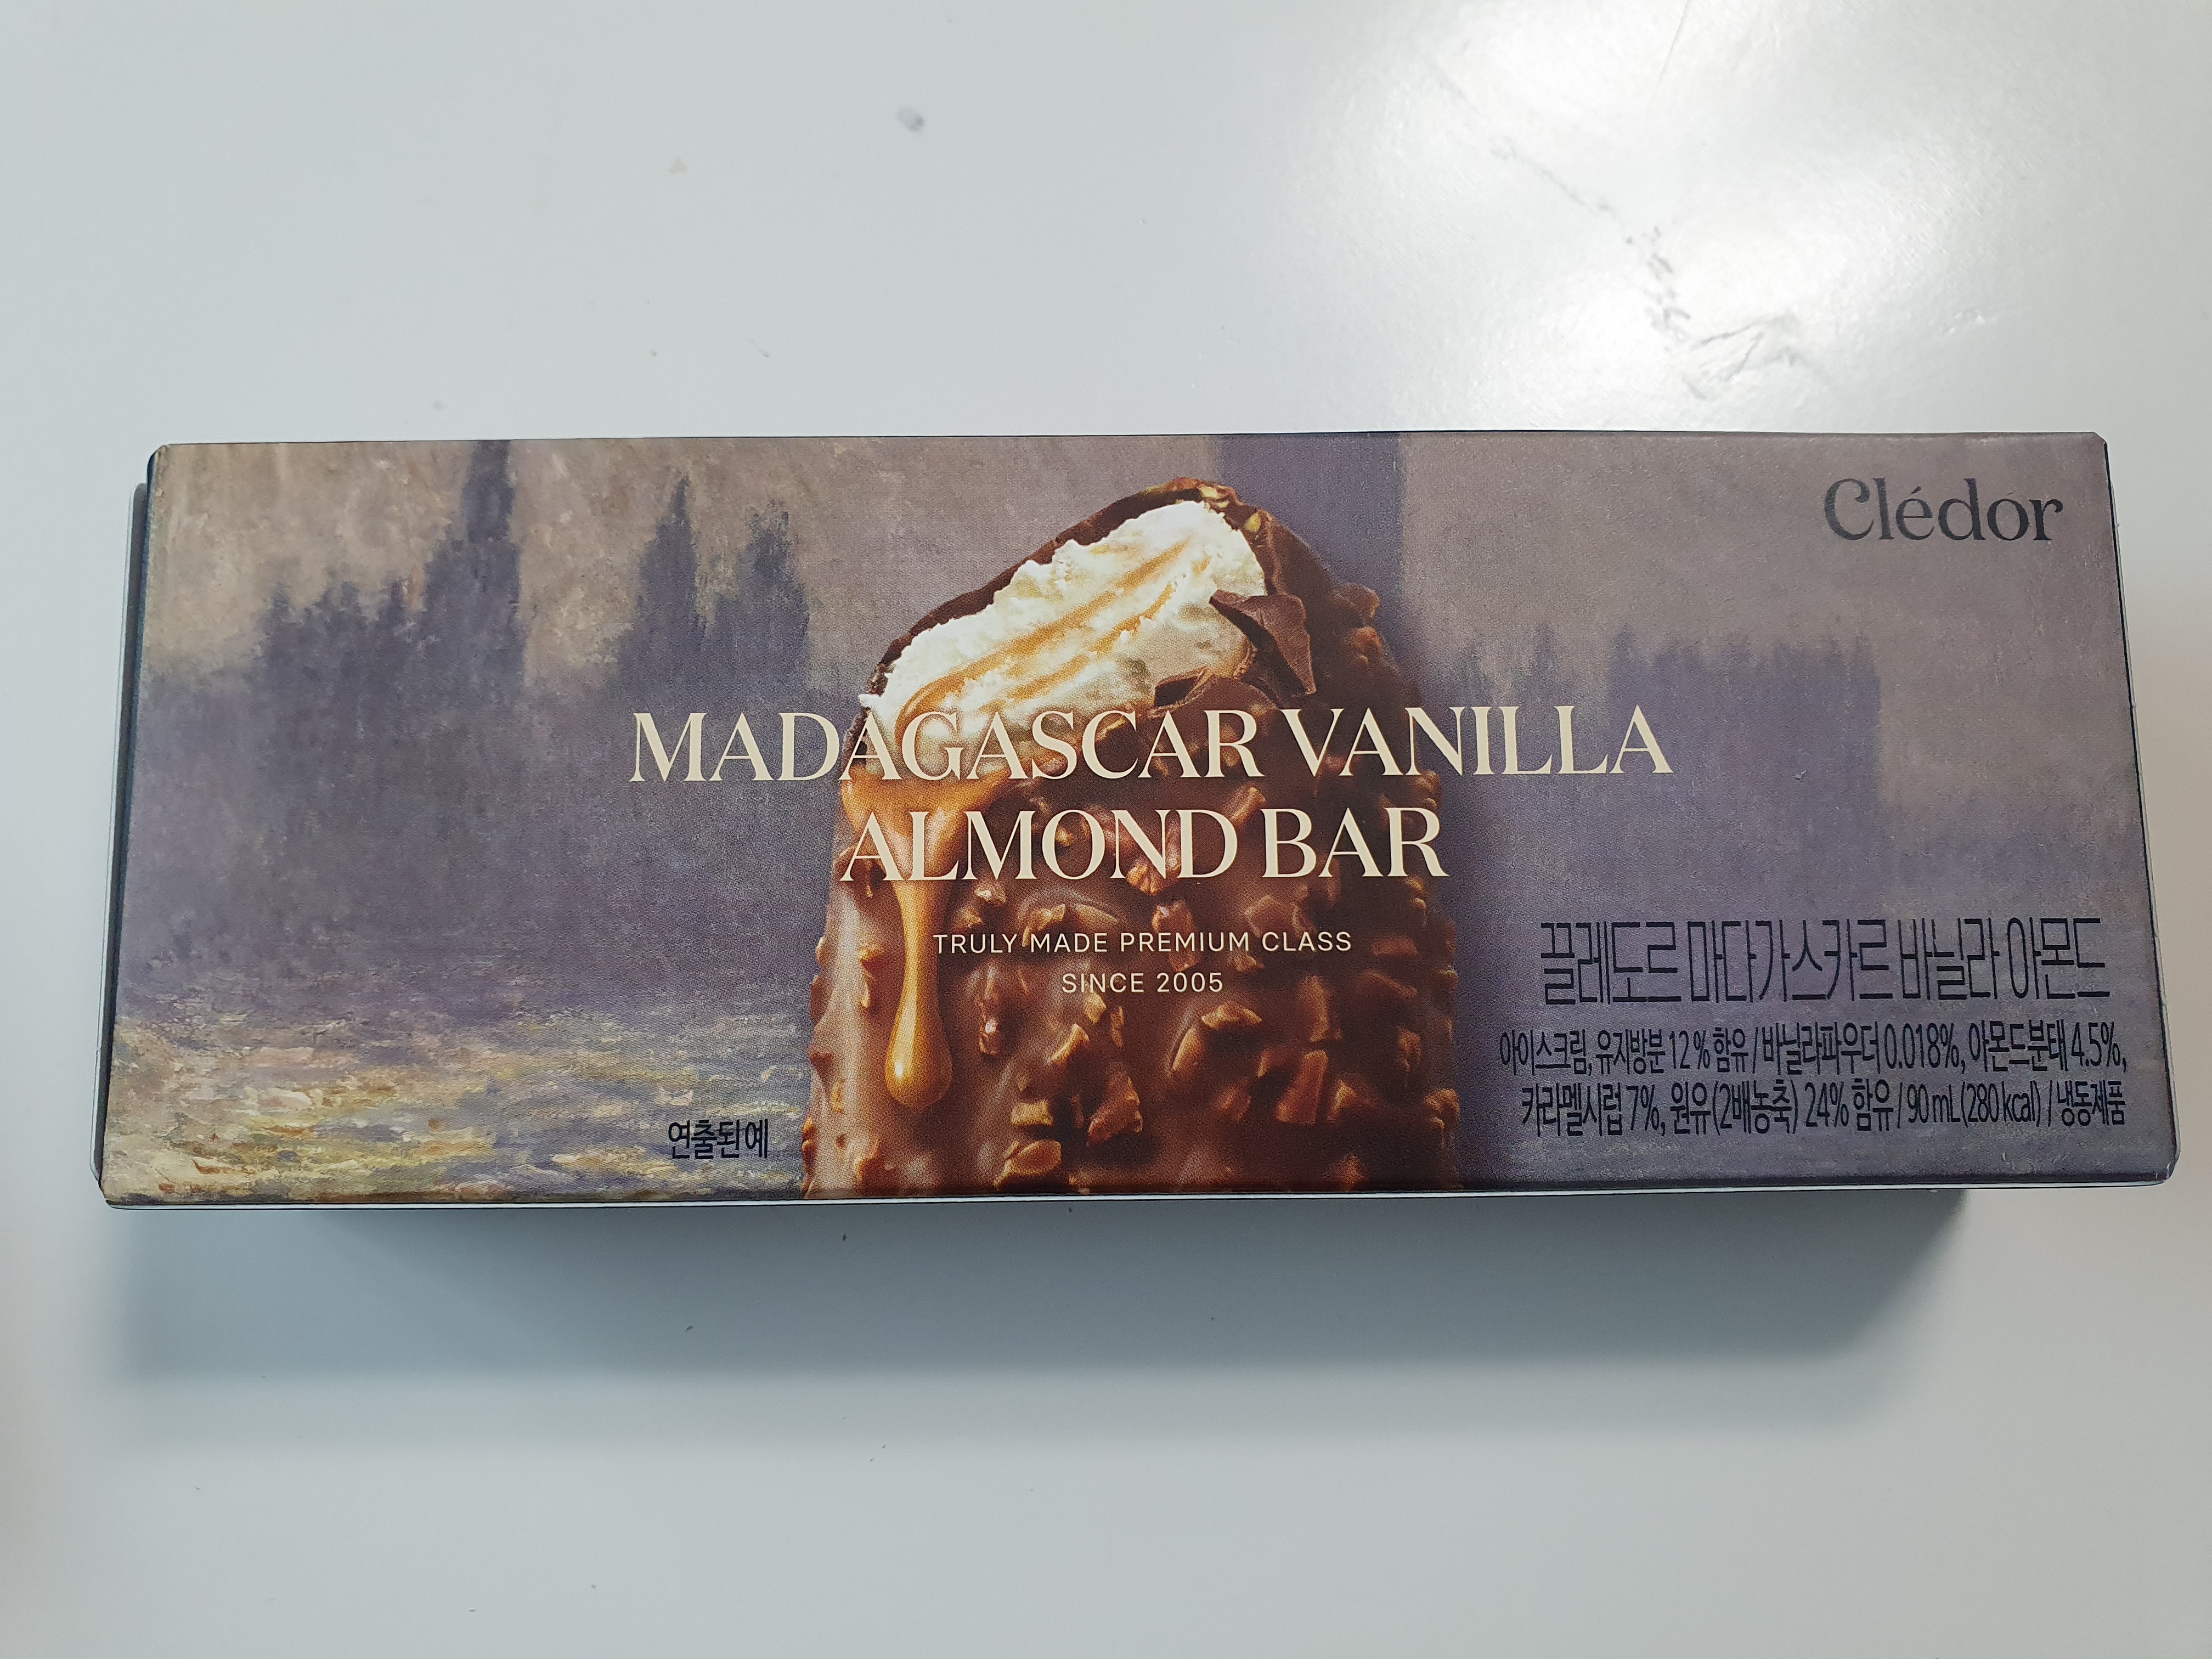 Clédor
MADAGASCAR VANILLA
ALMOND BAR
TRULY MADE PREMIUM CLASS
SINCE 2005
끌레도르 마다가스카르 바닐라 아몬드
아이스크림, 유지방분 12% 함유 / 바닐라파우더 0.018%, 아몬드분태 4.5%,
카라멜시럽 7%, 원유(2배농축) 24% 함유 / 90 mL (280 kcal) / 냉동제품
연출된 예